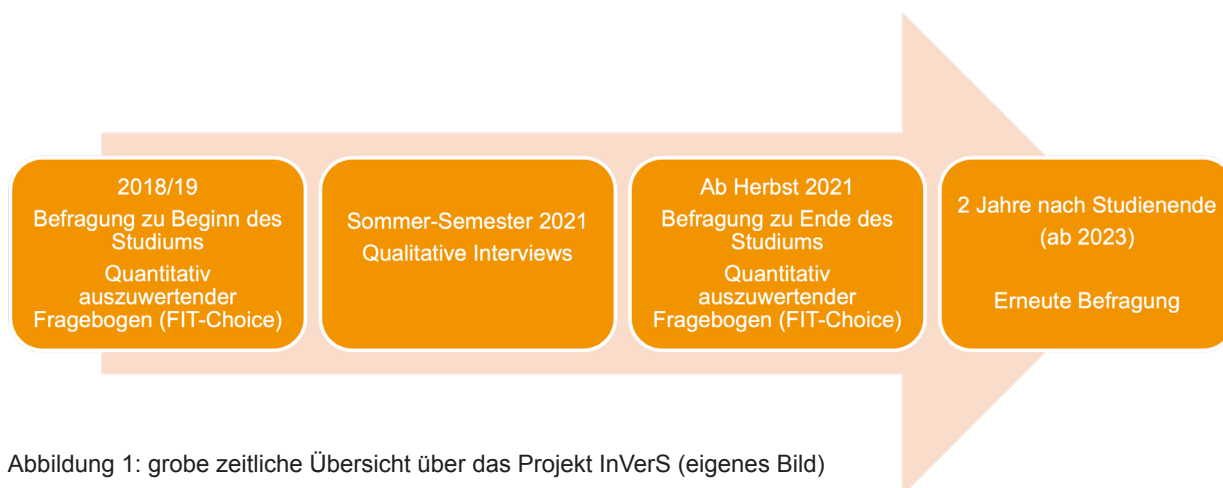 2018/19
Befragung zu Beginn des
Studiums
Quantitativ
auszuwertender
Fragebogen (FIT-Choice)
Sommer-Semester 2021
Qualitative Interviews
Ab Herbst 2021
Befragung zu Ende des
Studiums
Quantitativ
auszuwertender
Fragebogen (FIT-Choice)
2 Jahre nach Studienende
(ab 2023)
Erneute Befragung
Abbildung 1: grobe zeitliche Übersicht über das Projekt InVerS (eigenes Bild)